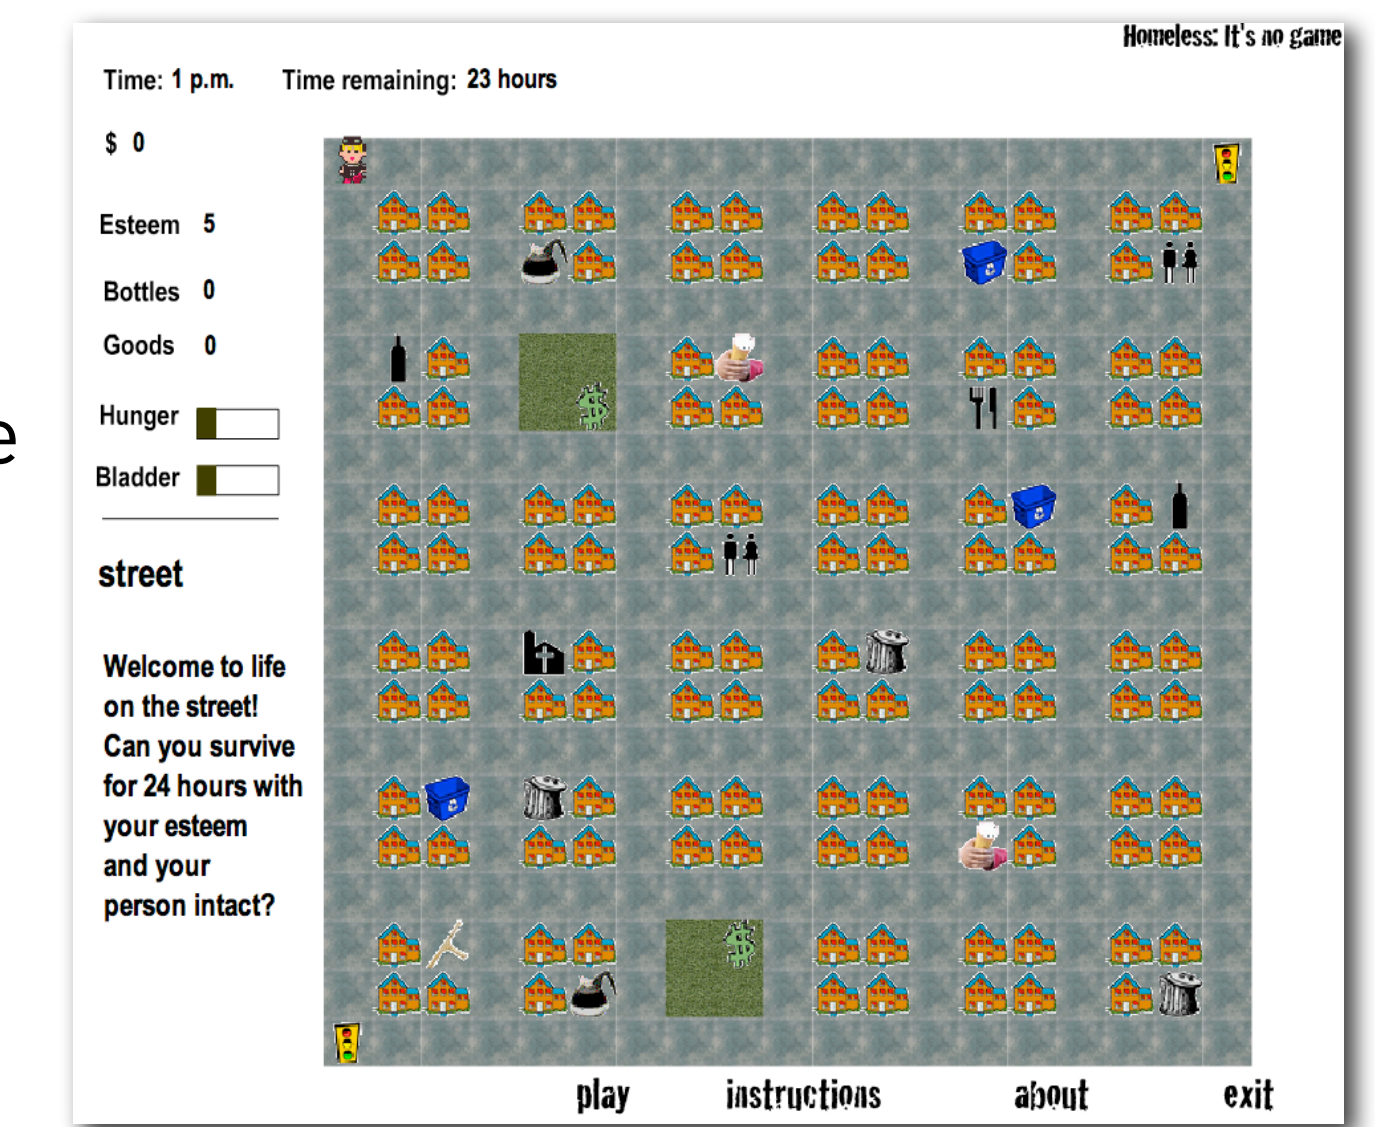 Homeless: It's no game
Time: 1 p.m. Time remaining: 23 hours
$ 0
Esteem 5
Bottles 0
Goods 0
e
Hunger
Bladder
street
Welcome to life
on the street!
Can you survive
for 24 hours with
your esteem
and your
person intact?
play instructions about exit